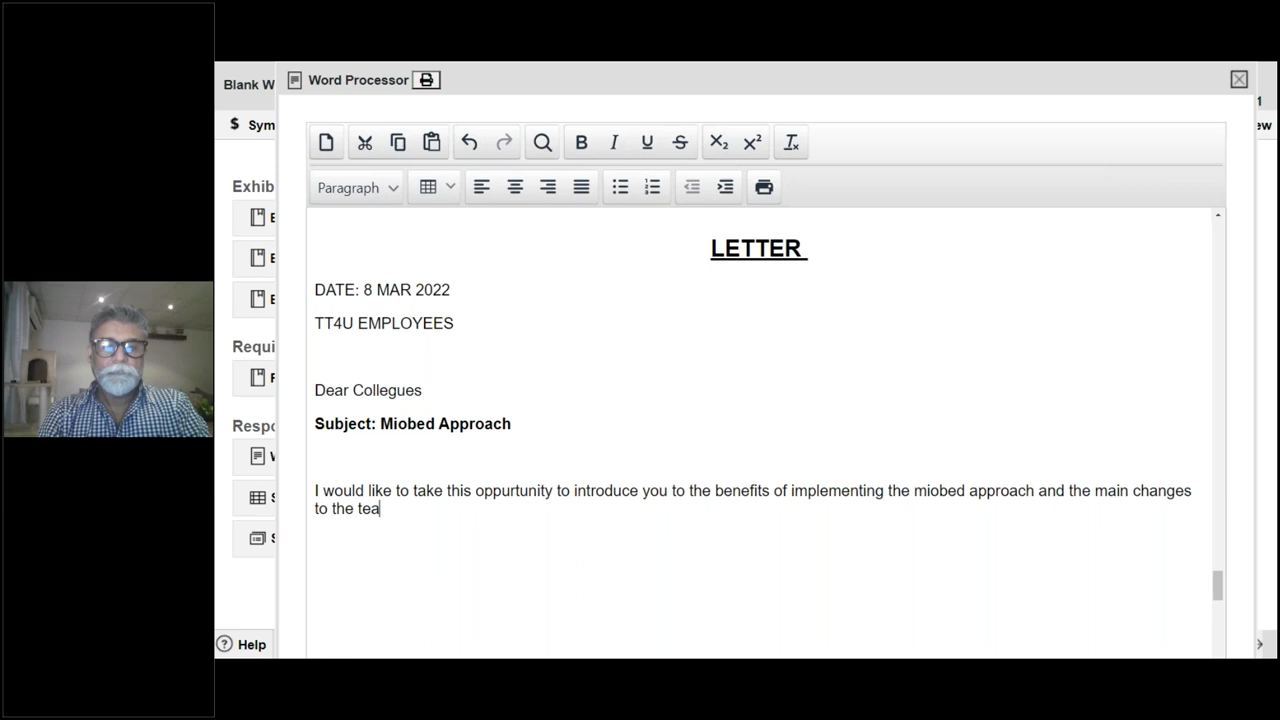 Blank W
Word Processor
1
$ Sym
ew
Paragraph
Exhib
E
E
E
Requi
F
Respo
Help
LETTER
DATE: 8 MAR 2022
TT4U EMPLOYEES
Dear Collegues
Subject: Miobed Approach
I would like to take this oppurtunity to introduce you to the benefits of implementing the miobed approach and the main changes
to the tea